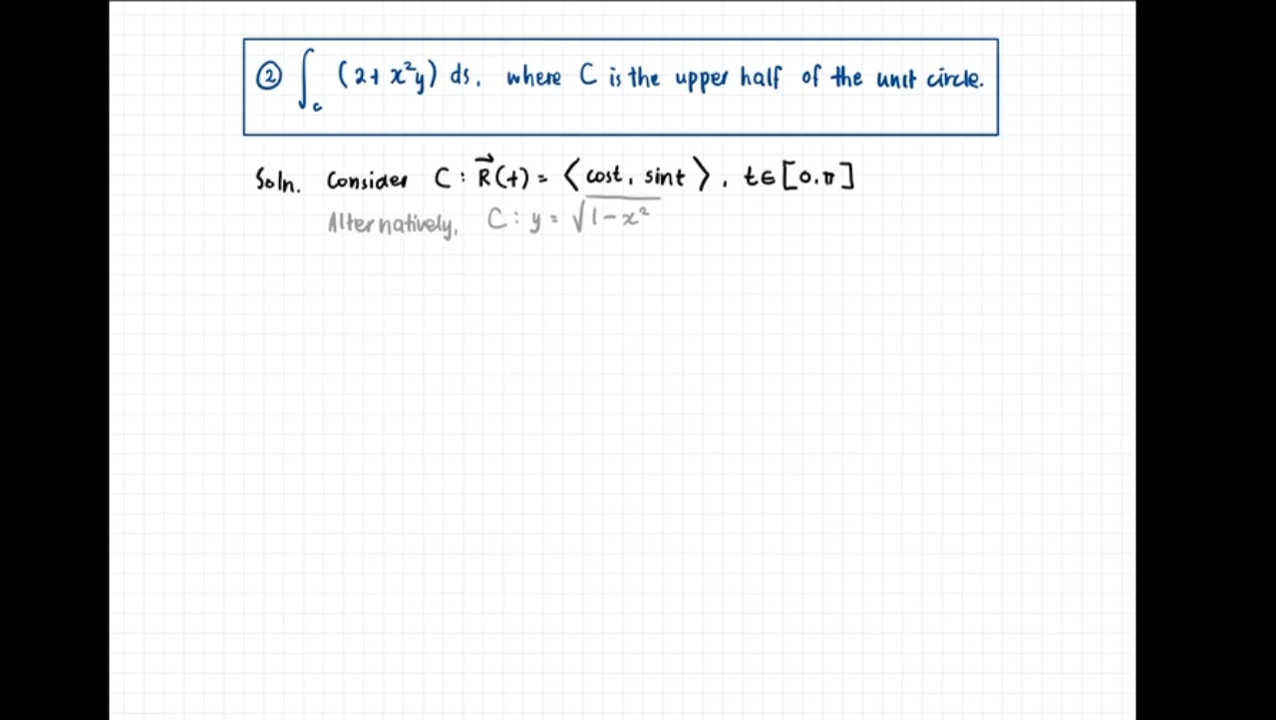 ② ∫_c (2+ x²y) ds, where C is the upper half of the unit circle.
Soln. Consider C : R⃗(t) = ⟨ cost, sint ⟩, t∈[0,π]
Alternatively, C : y = √(1-x²)